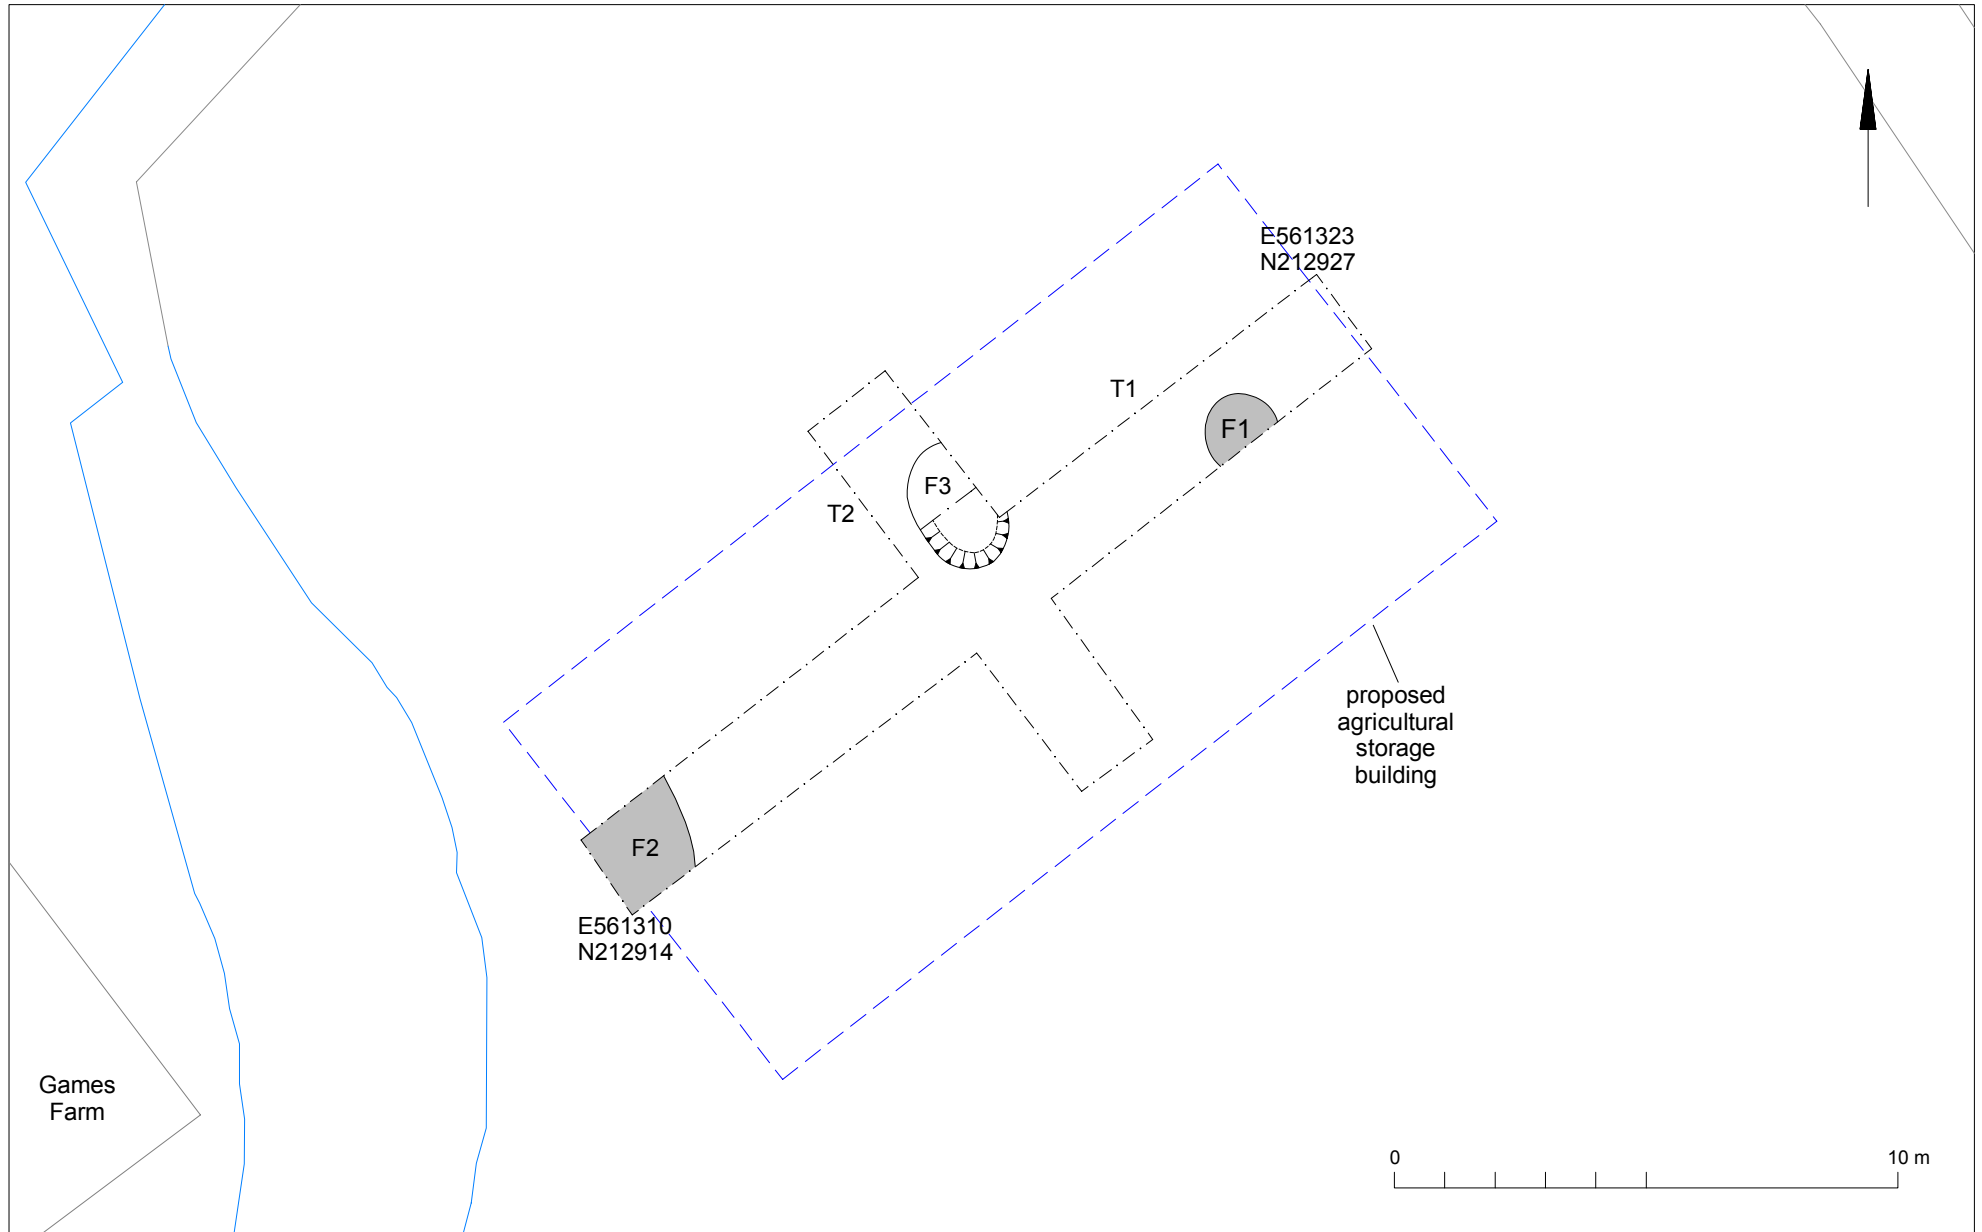 E561323
N212927
T1
F1
F3
T2
proposed
agricultural
storage
building
F2
E561310
N212914
Games
Farm
0
10 m